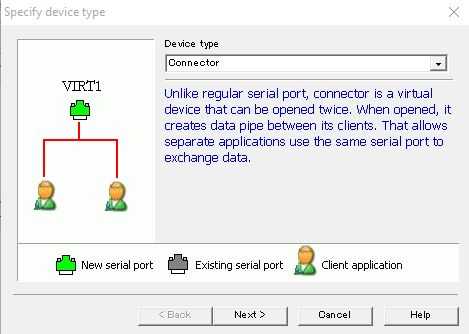 Specify device type
Device type
Connector
VIRT1
Unlike regular serial port, connector is a virtual
device that can be opened twice. When opened, it
creates data pipe between its clients. That allows
separate applications use the same serial port to
exchange data.
New serial port Existing serial port Client application
< Back Next > Cancel Help